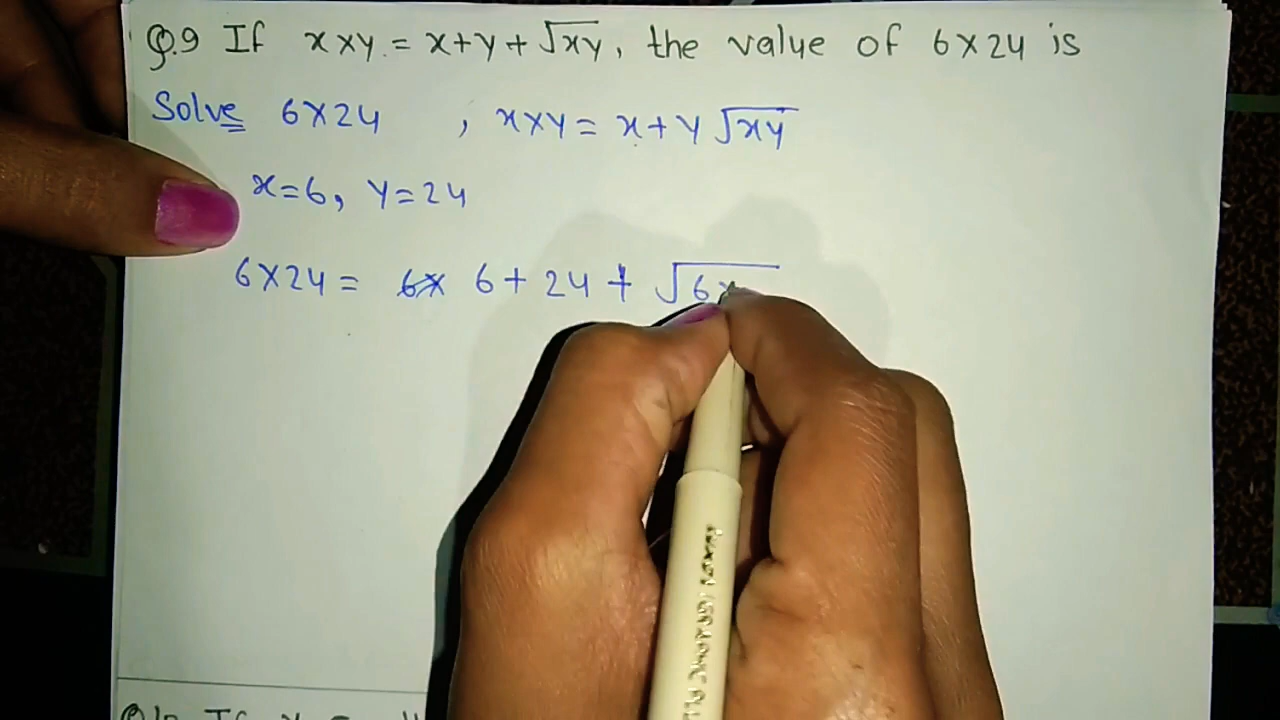 Q.9 If x×y = x+y+√xy, the value of 6×24 is
Solve 6×24 , x×y = x+y √xy
x=6, y=24
6×24 = 6× 6+24+√6×
If x =